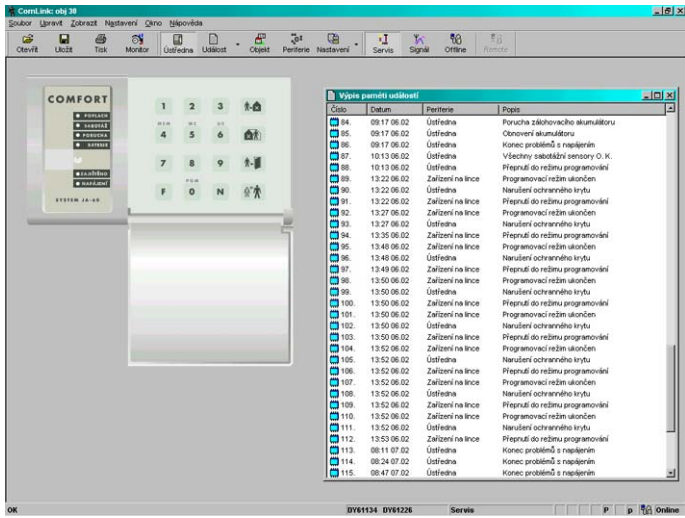 ComLink: obj 30
Soubor Upravit Zobrazit Nastavení Okno Nápověda
Otevřít Uložit Tisk Monitor Ústředna Událost Objekt Periferie Nastavení Servis Signál Offline Remote
COMFORT
POPLACH
SABOTÁŽ
PORUCHA
BATERIE
ZAJIŠTĚNO
NAPÁJENÍ
SYSTEM JA-60
1 2 3
MEM
4 5 6
7 8 9
PGM
F 0 N
Výpis paměti událostí
Číslo Datum Periferie Popis
84. 09:17 06.02 Ústředna Porucha zálohovacího akumulátoru
85. 09:17 06.02 Ústředna Obnovení akumulátoru
86. 09:17 06.02 Ústředna Konec problémů s napájením
87. 10:13 06.02 Ústředna Všechny sabotážní sensory O. K.
88. 10:13 06.02 Ústředna Přepnutí do režimu programování
89. 13:22 06.02 Zařízení na lince Programovací režim ukončen
90. 13:22 06.02 Ústředna Narušení ochranného krytu
91. 13:22 06.02 Zařízení na lince Přepnutí do režimu programování
92. 13:27 06.02 Zařízení na lince Programovací režim ukončen
93. 13:27 06.02 Ústředna Narušení ochranného krytu
94. 13:35 06.02 Zařízení na lince Přepnutí do režimu programování
95. 13:48 06.02 Zařízení na lince Programovací režim ukončen
96. 13:48 06.02 Ústředna Narušení ochranného krytu
97. 13:49 06.02 Zařízení na lince Přepnutí do režimu programování
98. 13:50 06.02 Zařízení na lince Programovací režim ukončen
99. 13:50 06.02 Ústředna Narušení ochranného krytu
100. 13:50 06.02 Zařízení na lince Přepnutí do režimu programování
101. 13:50 06.02 Zařízení na lince Programovací režim ukončen
102. 13:50 06.02 Ústředna Narušení ochranného krytu
103. 13:50 06.02 Zařízení na lince Přepnutí do režimu programování
104. 13:52 06.02 Zařízení na lince Programovací režim ukončen
105. 13:52 06.02 Ústředna Narušení ochranného krytu
106. 13:52 06.02 Zařízení na lince Přepnutí do režimu programování
107. 13:52 06.02 Zařízení na lince Programovací režim ukončen
108. 13:52 06.02 Ústředna Narušení ochranného krytu
109. 13:52 06.02 Zařízení na lince Přepnutí do režimu programování
110. 13:52 06.02 Zařízení na lince Programovací režim ukončen
111. 13:52 06.02 Ústředna Narušení ochranného krytu
112. 13:53 06.02 Zařízení na lince Přepnutí do režimu programování
113. 08:11 07.02 Ústředna Konec problémů s napájením
114. 08:24 07.02 Ústředna Konec problémů s napájením
115. 08:47 07.02 Ústředna Konec problémů s napájením
OK DY61134 DY61226 Servis P p Online